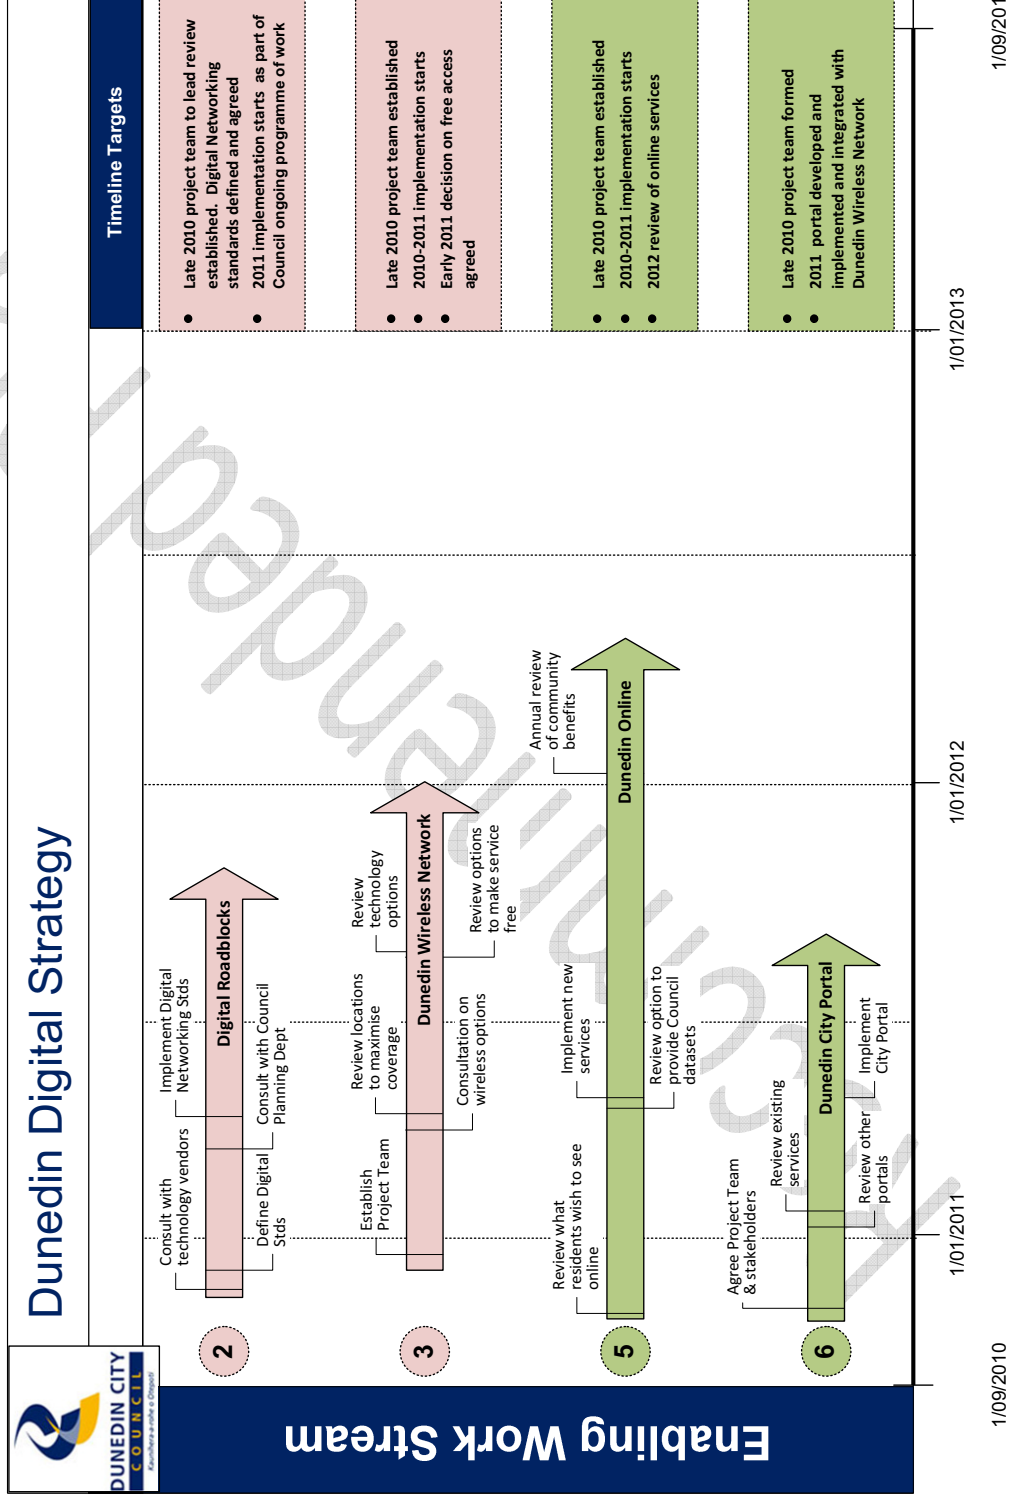 Dunedin Digital Strategy
DUNEDIN CITY
COUNCIL
Kaunihera-a-rohe o Otepoti
Timeline Targets
Enabling Work Stream
2
Consult with
technology vendors
Define Digital
Stds
Implement Digital
Networking Stds
Consult with Council
Planning Dept
Digital Roadblocks
• Late 2010 project team to lead review
established. Digital Networking
standards defined and agreed
• 2011 implementation starts as part of
Council ongoing programme of work
3
Establish
Project Team
Review locations
to maximise
coverage
Consultation on
wireless options
Review
technology
options
Review options
to make service
free
Dunedin Wireless Network
• Late 2010 project team established
• 2010-2011 implementation starts
• Early 2011 decision on free access
agreed
5
Review what
residents wish to see
online
Implement new
services
Review option to
provide Council
datasets
Annual review
of community
benefits
Dunedin Online
• Late 2010 project team established
• 2010-2011 implementation starts
• 2012 review of online services
6
Agree Project Team
& stakeholders
Review existing
services
Review other
portals
Implement
City Portal
Dunedin City Portal
• Late 2010 project team formed
• 2011 portal developed and
implemented and integrated with
Dunedin Wireless Network
1/09/2010
1/01/2011
1/01/2012
1/01/2013
1/09/201